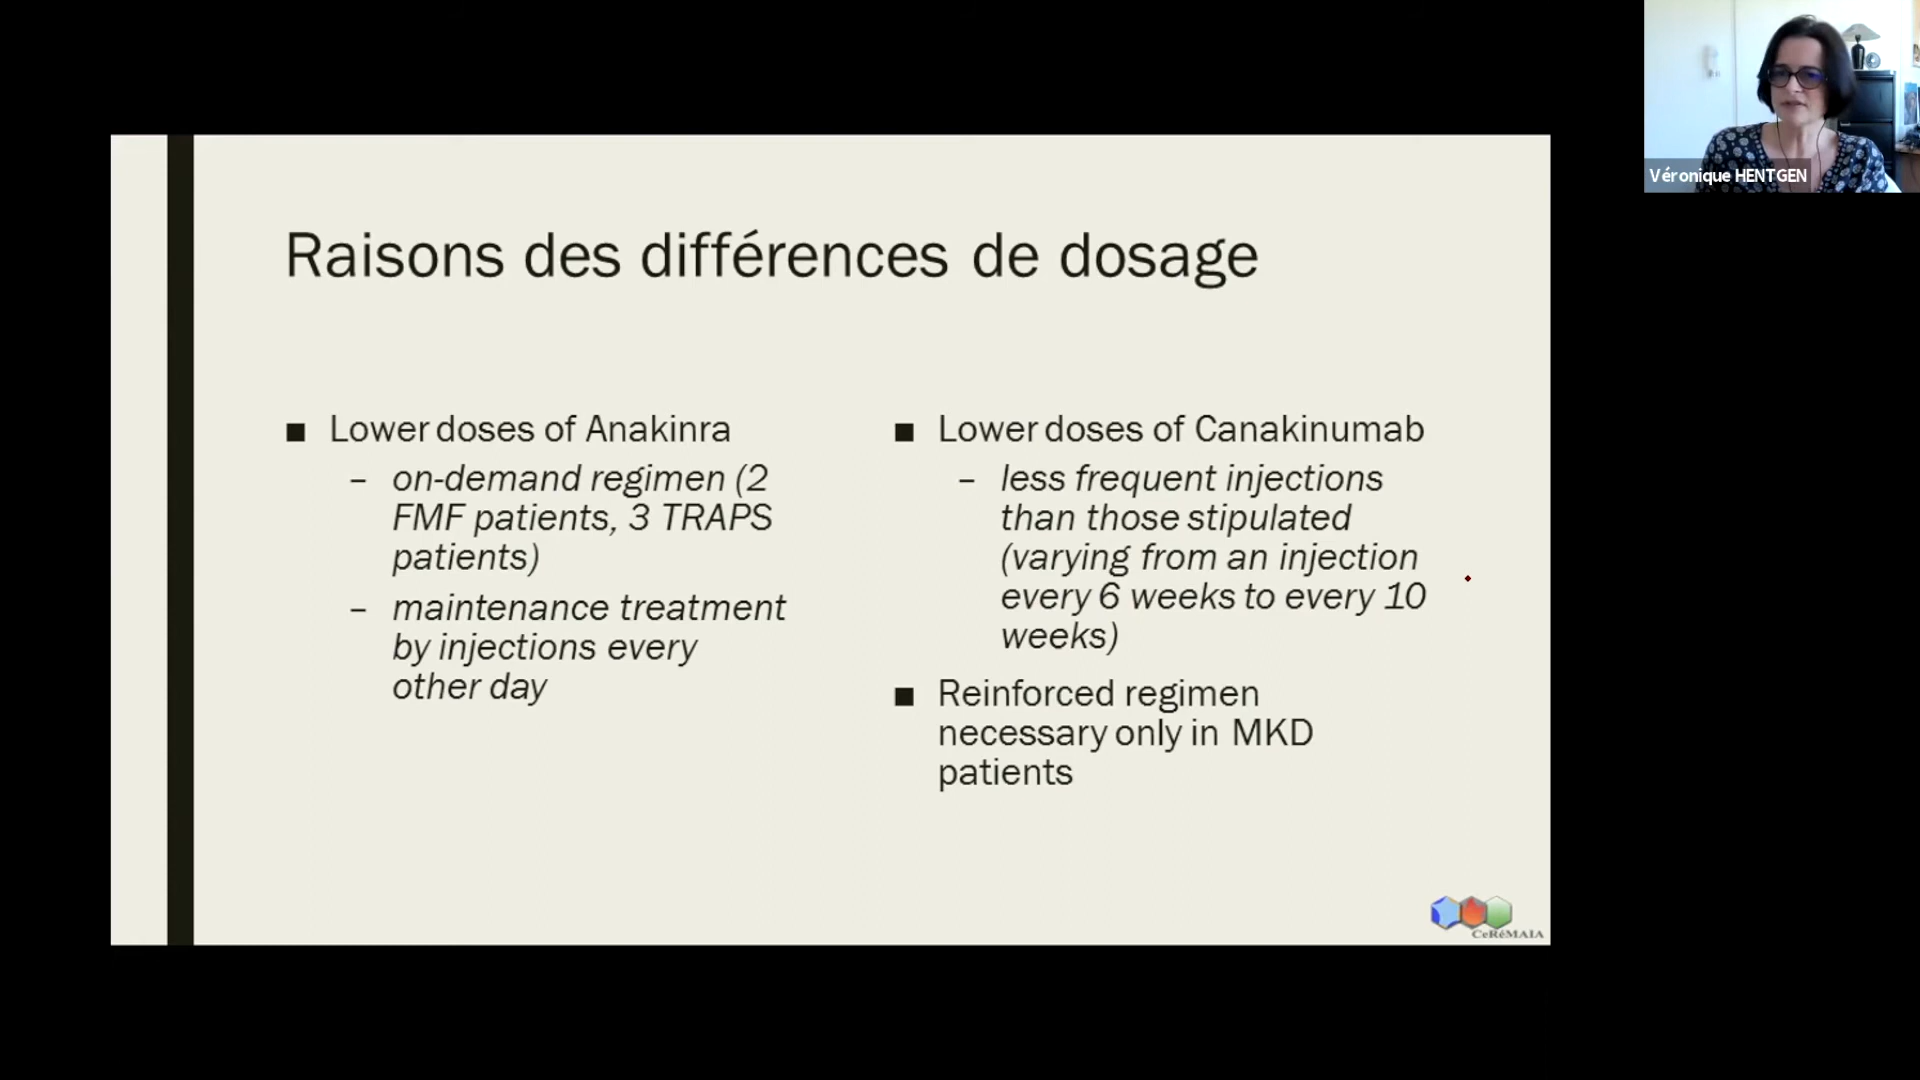 Véronique HENTGEN
Raisons des différences de dosage
■ Lower doses of Anakinra
– on-demand regimen (2
FMF patients, 3 TRAPS
patients)
– maintenance treatment
by injections every
other day
■ Lower doses of Canakinumab
– less frequent injections
than those stipulated
(varying from an injection
every 6 weeks to every 10
weeks)
■ Reinforced regimen
necessary only in MKD
patients
CeRéMAIA